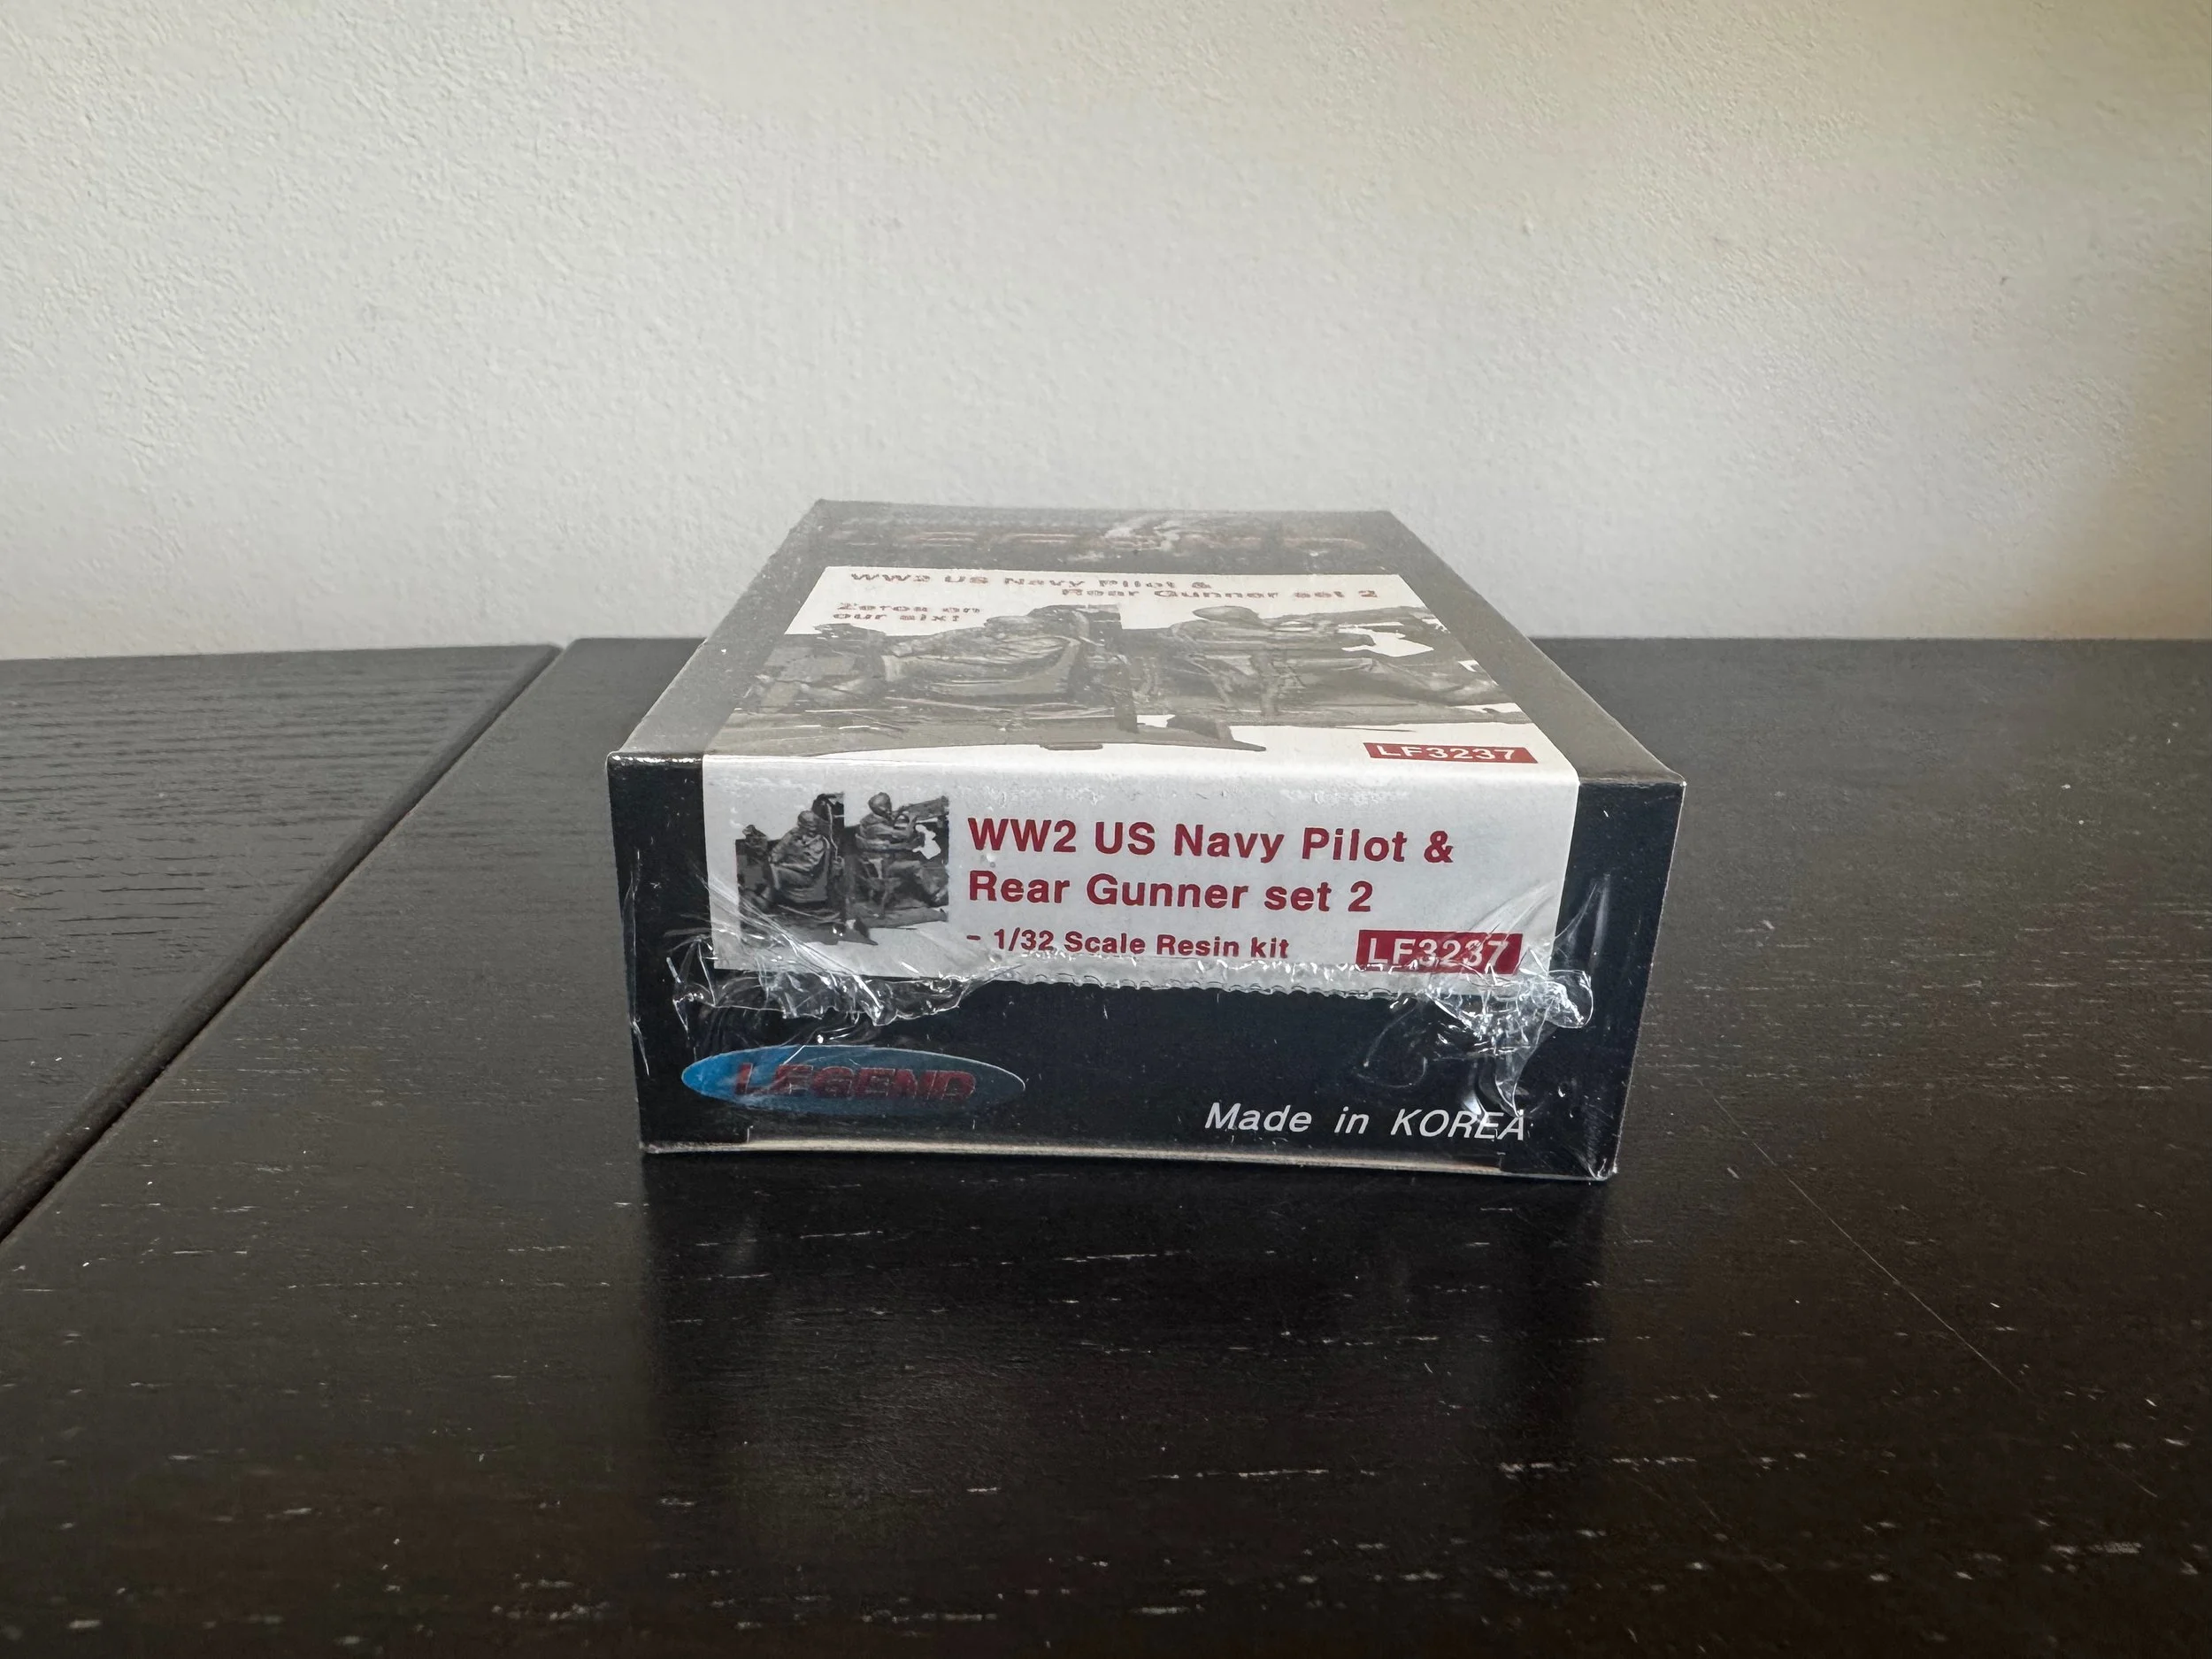 LEGEND
WW2 US Navy Pilot &
Rear Gunner set 2
Zeros on
our six!
LF3237
WW2 US Navy Pilot &
Rear Gunner set 2
- 1/32 Scale Resin kit
LF3237
LEGEND
Made in KOREA